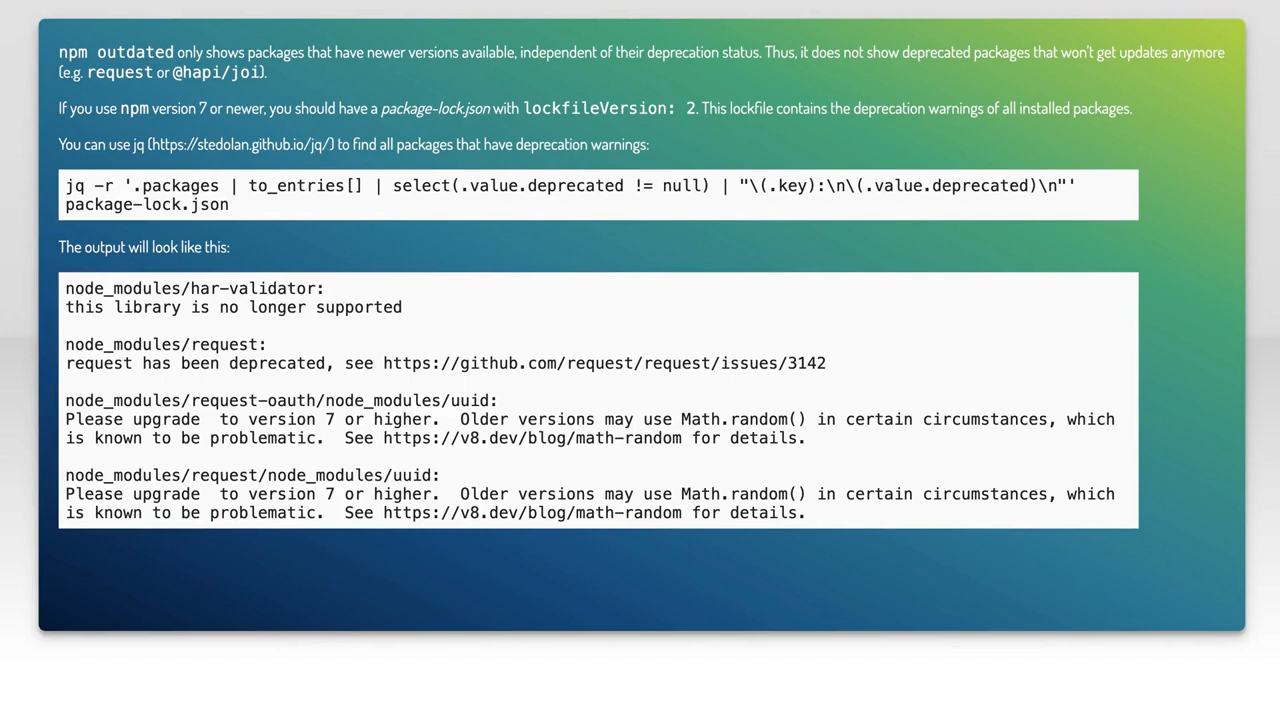 npm outdated only shows packages that have newer versions available, independent of their deprecation status. Thus, it does not show deprecated packages that won't get updates anymore
(e.g. request or @hapi/joi).
If you use npm version 7 or newer, you should have a package-lock.json with lockfileVersion: 2. This lockfile contains the deprecation warnings of all installed packages.
You can use jq (https://stedolan.github.io/jq/) to find all packages that have deprecation warnings:
jq -r '.packages | to_entries[] | select(.value.deprecated != null) | "\(.key):\n\(.value.deprecated)\n"'
package-lock.json
The output will look like this:
node_modules/har-validator:
this library is no longer supported
node_modules/request:
request has been deprecated, see https://github.com/request/request/issues/3142
node_modules/request-oauth/node_modules/uuid:
Please upgrade  to version 7 or higher.  Older versions may use Math.random() in certain circumstances, which
is known to be problematic.  See https://v8.dev/blog/math-random for details.
node_modules/request/node_modules/uuid:
Please upgrade  to version 7 or higher.  Older versions may use Math.random() in certain circumstances, which
is known to be problematic.  See https://v8.dev/blog/math-random for details.